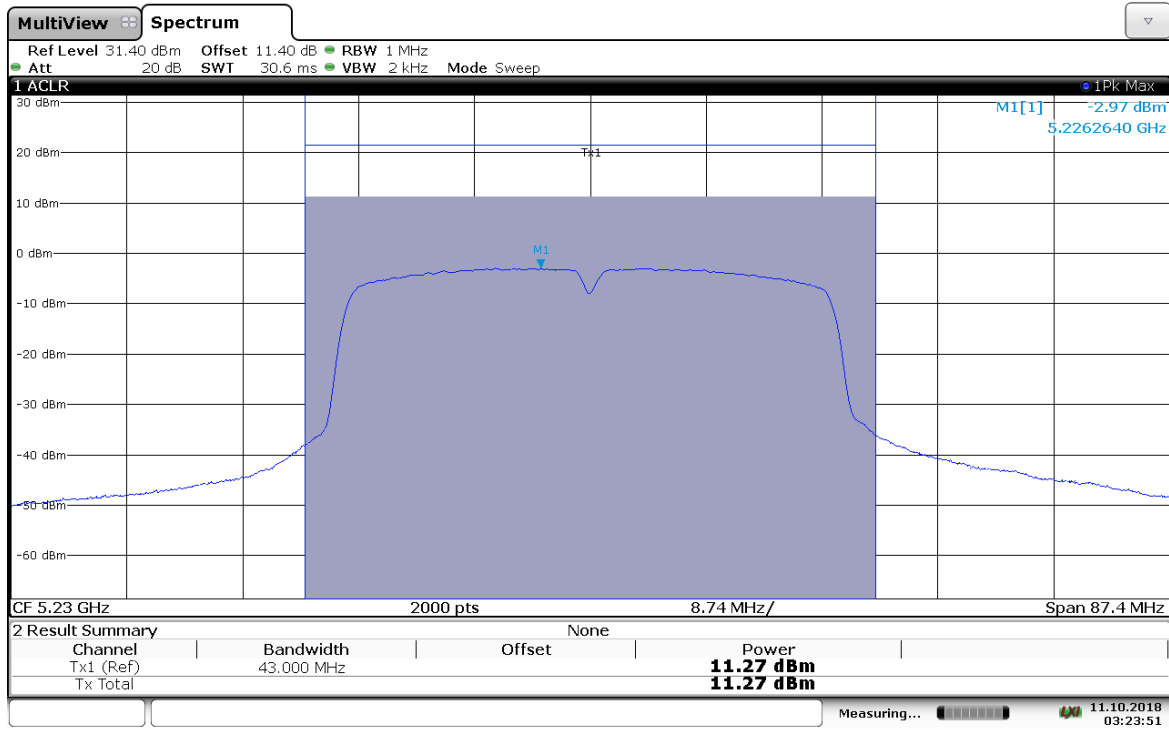 MultiView Spectrum
Ref Level 31.40 dBm Offset 11.40 dB RBW 1 MHz
Att 20 dB SWT 30.6 ms VBW 2 kHz Mode Sweep
1 ACLR 1Pk Max
30 dBm
M1[1] -2.97 dBm
5.2262640 GHz
20 dBm
Tx1
10 dBm
0 dBm
M1
-10 dBm
-20 dBm
-30 dBm
-40 dBm
-50 dBm
-60 dBm
CF 5.23 GHz 2000 pts 8.74 MHz/ Span 87.4 MHz
2 Result Summary None
Channel Bandwidth Offset Power
Tx1 (Ref) 43.000 MHz 11.27 dBm
Tx Total 11.27 dBm
Measuring... LXI 11.10.2018
03:23:51